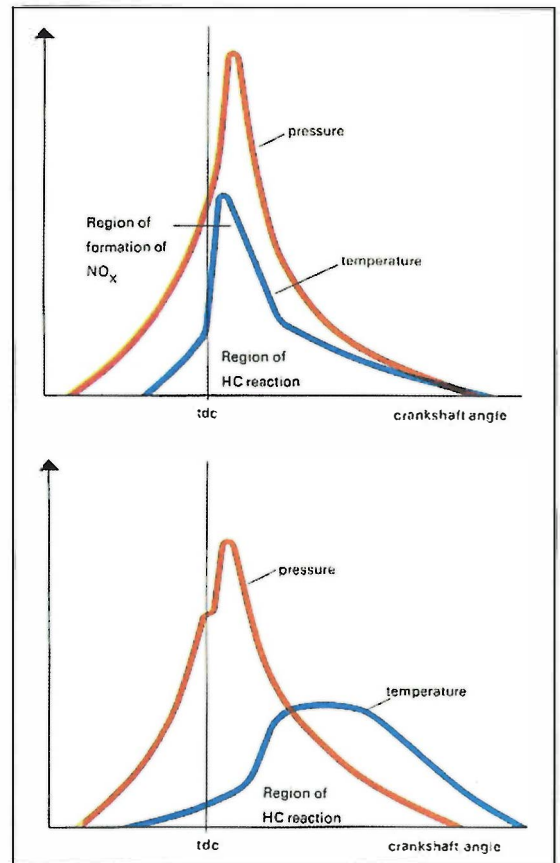 pressure
Region of
formation of
NOx
temperature
Region of
HC reaction
tdc
crankshaft angle
pressure
temperature
Region of
HC reaction
tdc
crankshaft angle